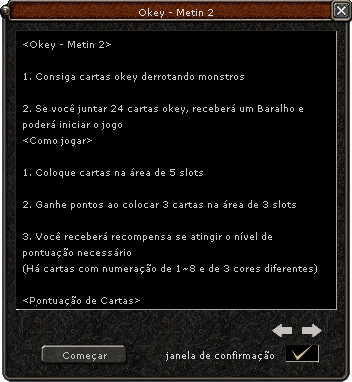 Okey - Metin 2
<Okey - Metin 2>
1. Consiga cartas okey derrotando monstros
2. Se você juntar 24 cartas okey, receberá um Baralho e
poderá iniciar o jogo
<Como jogar>
1. Coloque cartas na área de 5 slots
2. Ganhe pontos ao colocar 3 cartas na área de 3 slots
3. Você receberá recompensa se atingir o nível de
pontuação necessário
(Há cartas com numeração de 1~8 e de 3 cores diferentes)
<Pontuação de Cartas>
Começar
janela de confirmação